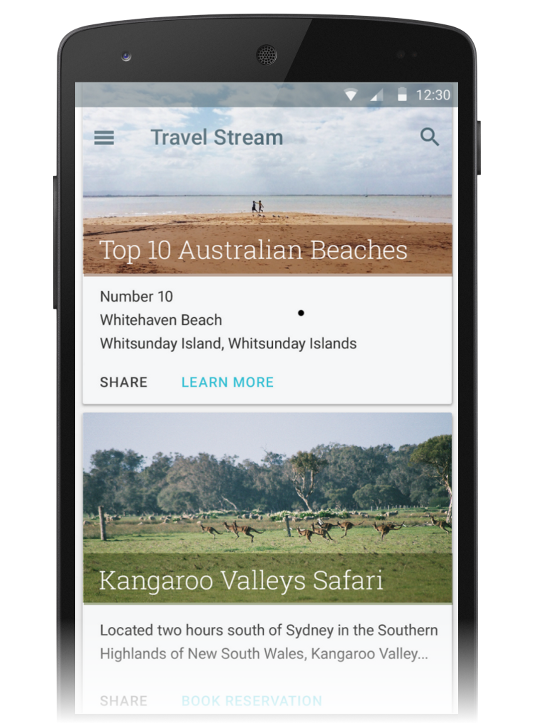 12:30
Travel Stream
Top 10 Australian Beaches
Number 10
Whitehaven Beach
Whitsunday Island, Whitsunday Islands
SHARE LEARN MORE
Kangaroo Valleys Safari
Located two hours south of Sydney in the Southern
Highlands of New South Wales, Kangaroo Valley...
SHARE BOOK RESERVATION